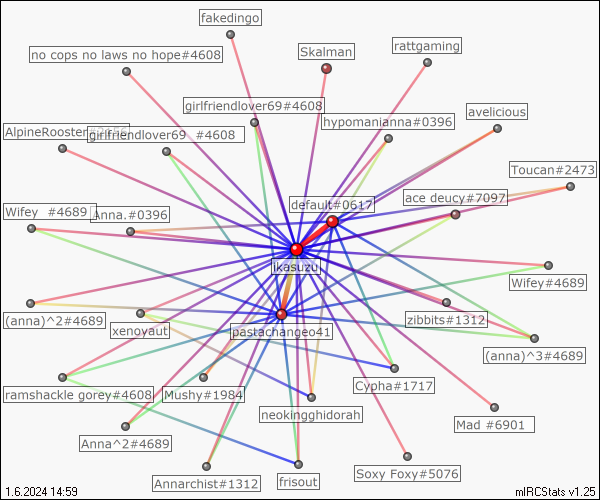 fakedingo
no cops no laws no hope#4608
Skalman
rattgaming
girlfriendlover69#4608
hypomanianna#0396
avelicious
AlpineRooster
girlfriendlover69 #4608
Toucan#2473
default#0617
ace deucy#7097
Wifey #4689
Anna.#0396
ikasuzu
Wifey#4689
(anna)^2#4689
xenoyaut
pastachangeo41
zibbits#1312
(anna)^3#4689
ramshackle gorey#4608
Mushy#1984
Cypha#1717
neokingghidorah
Mad #6901
Anna^2#4689
Annarchist#1312
frisout
Soxy Foxy#5076
1.6.2024 14:59
mIRCStats v1.25